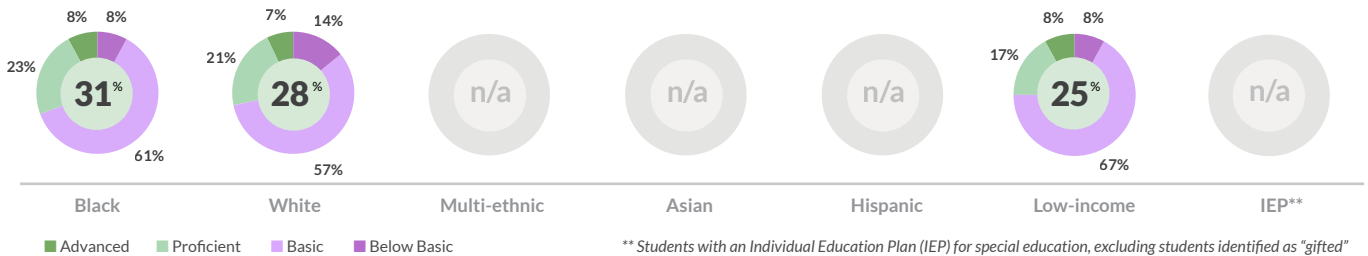 8% 8% 7% 14% 8% 8%
23% 21% 17%
31% 28% n/a n/a n/a 25% n/a
61% 57% 67%
Black White Multi-ethnic Asian Hispanic Low-income IEP**
Advanced Proficient Basic Below Basic ** Students with an Individual Education Plan (IEP) for special education, excluding students identified as “gifted”